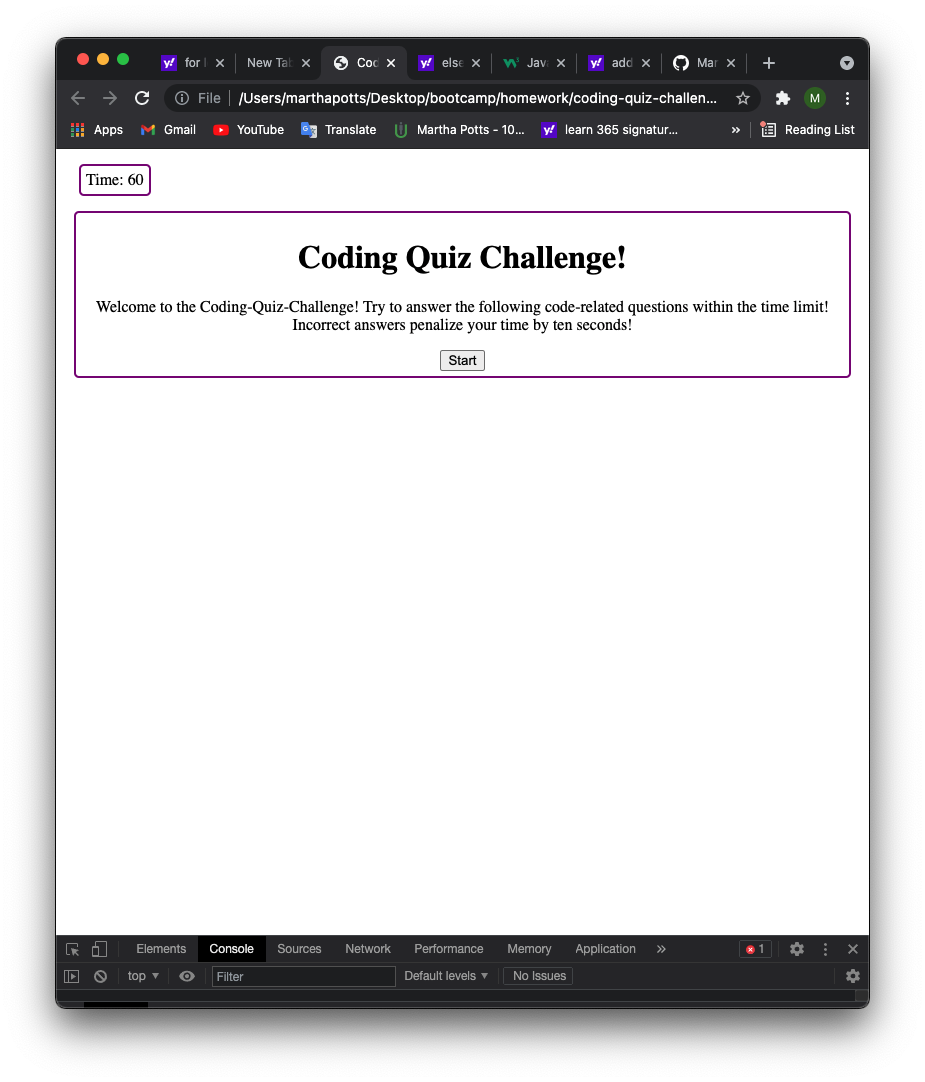 for
New Tab
Cod
else
Java
add
Mar
File
/Users/marthapotts/Desktop/bootcamp/homework/coding-quiz-challen...
M
Apps
Gmail
YouTube
Translate
Martha Potts - 10...
learn 365 signatur...
»
Reading List
Time: 60
Coding Quiz Challenge!
Welcome to the Coding-Quiz-Challenge! Try to answer the following code-related questions within the time limit!
Incorrect answers penalize your time by ten seconds!
Start
Elements
Console
Sources
Network
Performance
Memory
Application
»
1
top
Filter
Default levels
No Issues